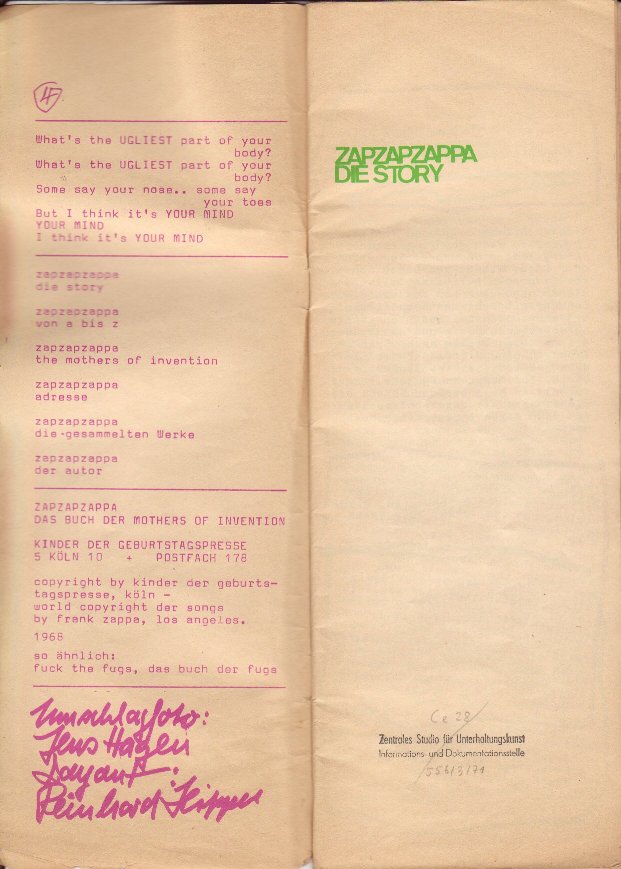 4
What's the UGLIEST part of your
body?
What's the UGLIEST part of your
body?
Some say your nose.. some say
your toes
But I think it's YOUR MIND
YOUR MIND
I think it's YOUR MIND
zapzapzappa
die story
zapzapzappa
von a bis z
zapzapzappa
the mothers of invention
zapzapzappa
adresse
zapzapzappa
die gesammelten Werke
zapzapzappa
der autor
ZAPZAPZAPPA
DAS BUCH DER MOTHERS OF INVENTION
KINDER DER GEBURTSTAGSPRESSE
5 KÖLN 10 + POSTFACH 178
copyright by kinder der geburts-
tagspresse, köln -
world copyright der songs
by frank zappa, los angeles.
1968
so ähnlich:
fuck the fugs, das buch der fugs
Umschlagfoto:
Jens Hagen
Layout:
Reinhard Hippen
ZAPZAPZAPPA
DIE STORY
Ce 28
Zentrales Studio für Unterhaltungskunst
Informations- und Dokumentationsstelle